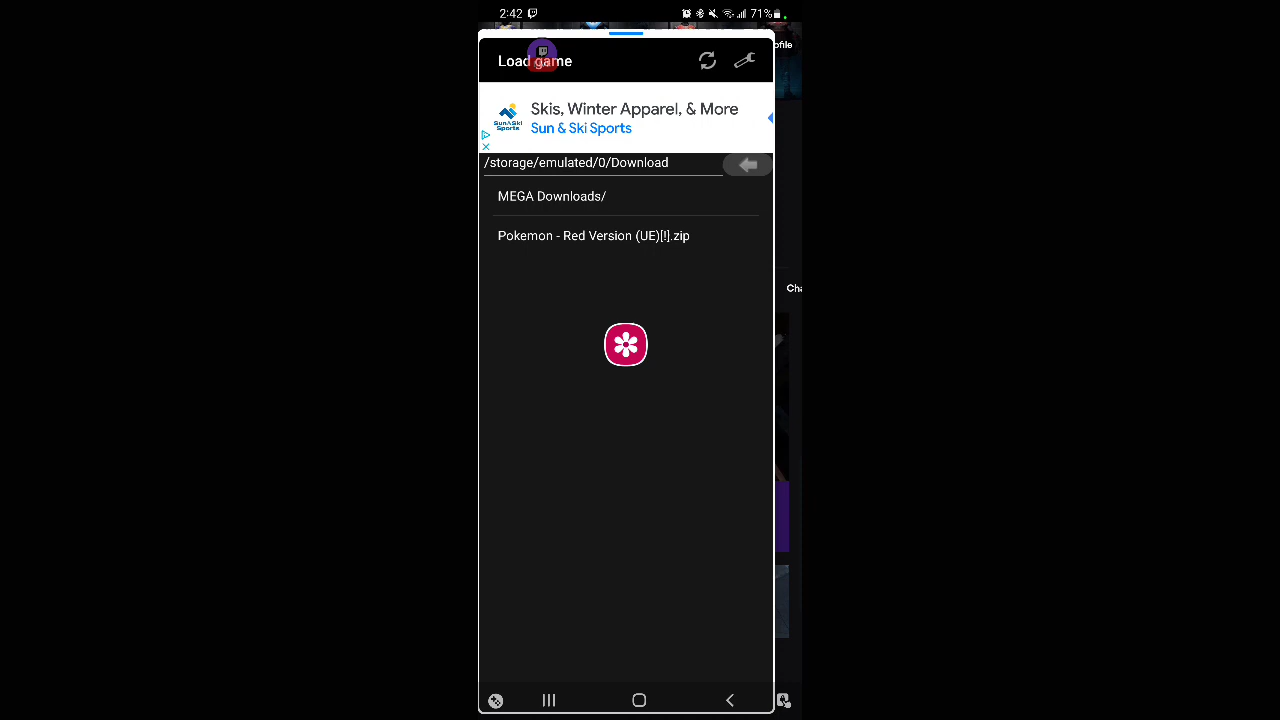 2:42
71%
ofile
Load game
Skis, Winter Apparel, & More
Sun & Ski Sports
Sun & Ski
Sports
/storage/emulated/0/Download
MEGA Downloads/
Pokemon - Red Version (UE)[!].zip
Cha